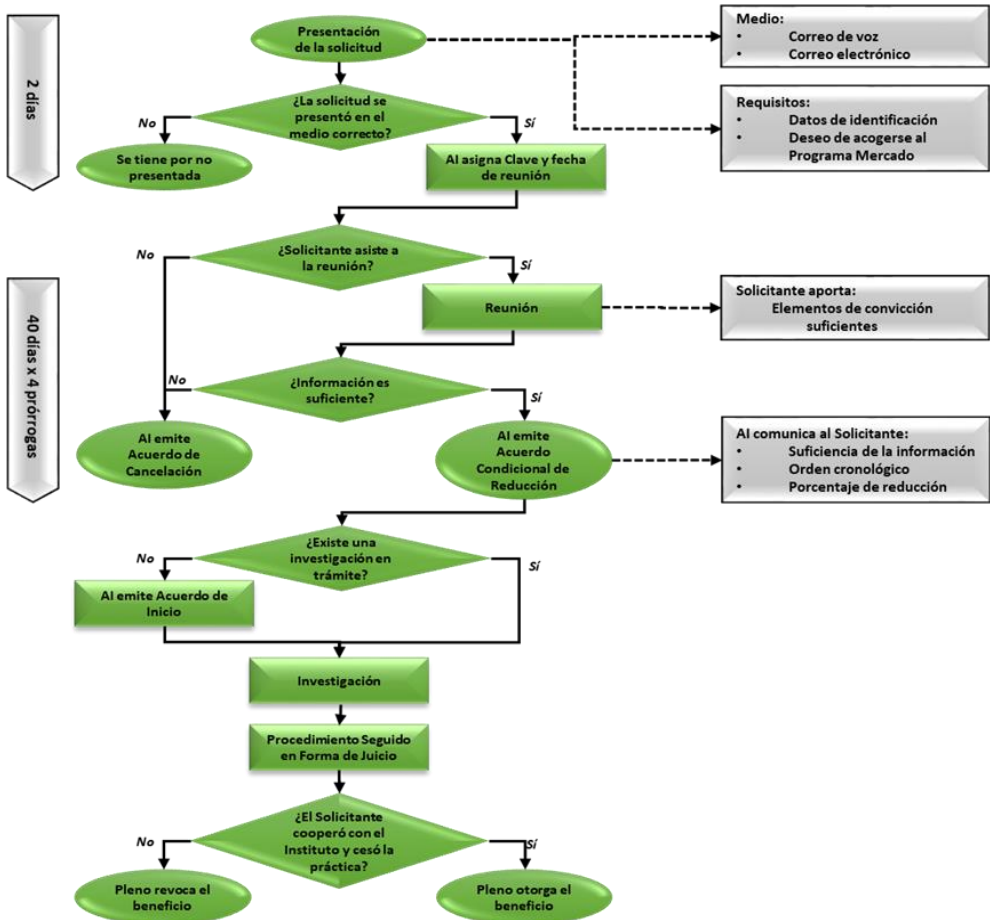 Presentación
de la solicitud
Medio:
• Correo de voz
• Correo electrónico
2 días
¿La solicitud se
presentó en el
medio correcto?
No
Sí
Requisitos:
• Datos de identificación
• Deseo de acogerse al
Programa Mercado
Se tiene por no
presentada
AI asigna Clave y fecha
de reunión
¿Solicitante asiste a
la reunión?
No
Sí
40 días x 4 prórrogas
Reunión
Solicitante aporta:
Elementos de convicción
suficientes
¿Información es
suficiente?
No
Sí
AI emite
Acuerdo de
Cancelación
AI emite
Acuerdo
Condicional de
Reducción
AI comunica al Solicitante:
• Suficiencia de la información
• Orden cronológico
• Porcentaje de reducción
¿Existe una
investigación en
trámite?
No
Sí
AI emite Acuerdo de
Inicio
Investigación
Procedimiento Seguido
en Forma de Juicio
¿El Solicitante
cooperó con el
Instituto y cesó la
práctica?
No
Sí
Pleno revoca el
beneficio
Pleno otorga el
beneficio